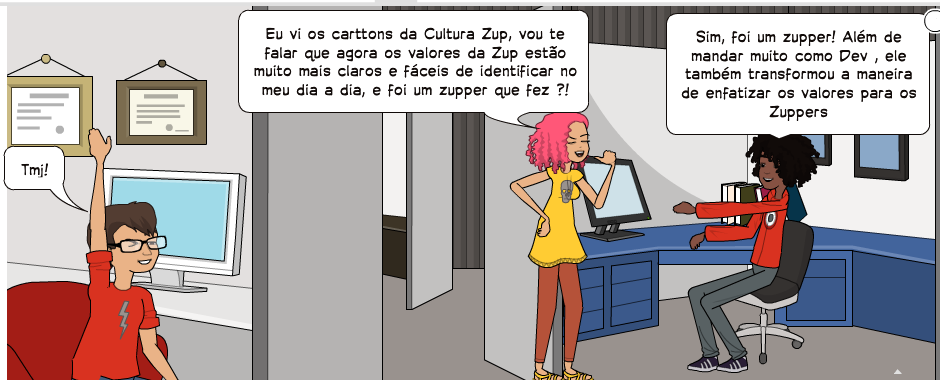 Eu vi os carttons da Cultura Zup, vou te
falar que agora os valores da Zup estão
muito mais claros e fáceis de identificar no
meu dia a dia, e foi um zupper que fez ?!
Sim, foi um zupper! Além de
mandar muito como Dev , ele
também transformou a maneira
de enfatizar os valores para os
Zuppers
Tmj!